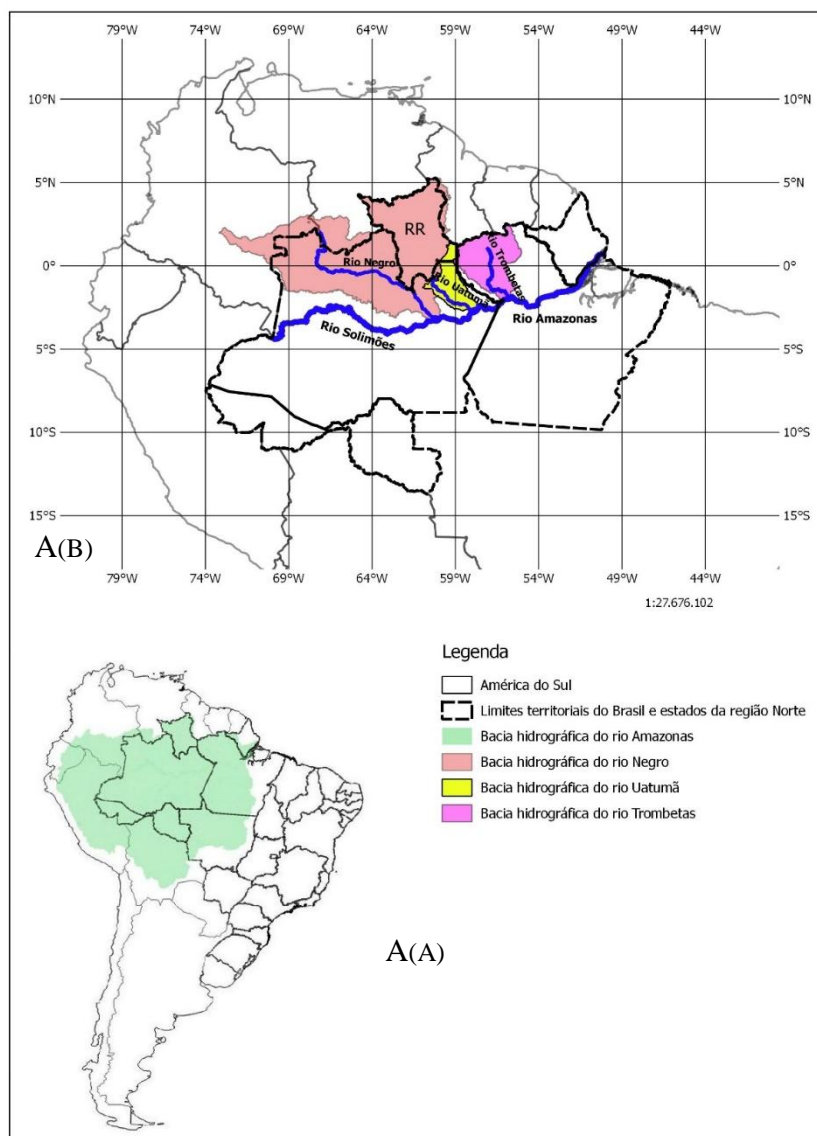 79°W 74°W 69°W 64°W 59°W 54°W 49°W 44°W
10°N 10°N
5°N 5°N
RR
0° 0°
Rio Negro
Rio Uatumã
Rio Trombetas
Rio Solimões
Rio Amazonas
5°S 5°S
10°S 10°S
15°S 15°S
A(B)
79°W 74°W 69°W 64°W 59°W 54°W 49°W 44°W
1:27.676.102
Legenda
América do Sul
Limites territoriais do Brasil e estados da região Norte
Bacia hidrográfica do rio Amazonas
Bacia hidrográfica do rio Negro
Bacia hidrográfica do rio Uatumã
Bacia hidrográfica do rio Trombetas
A(A)